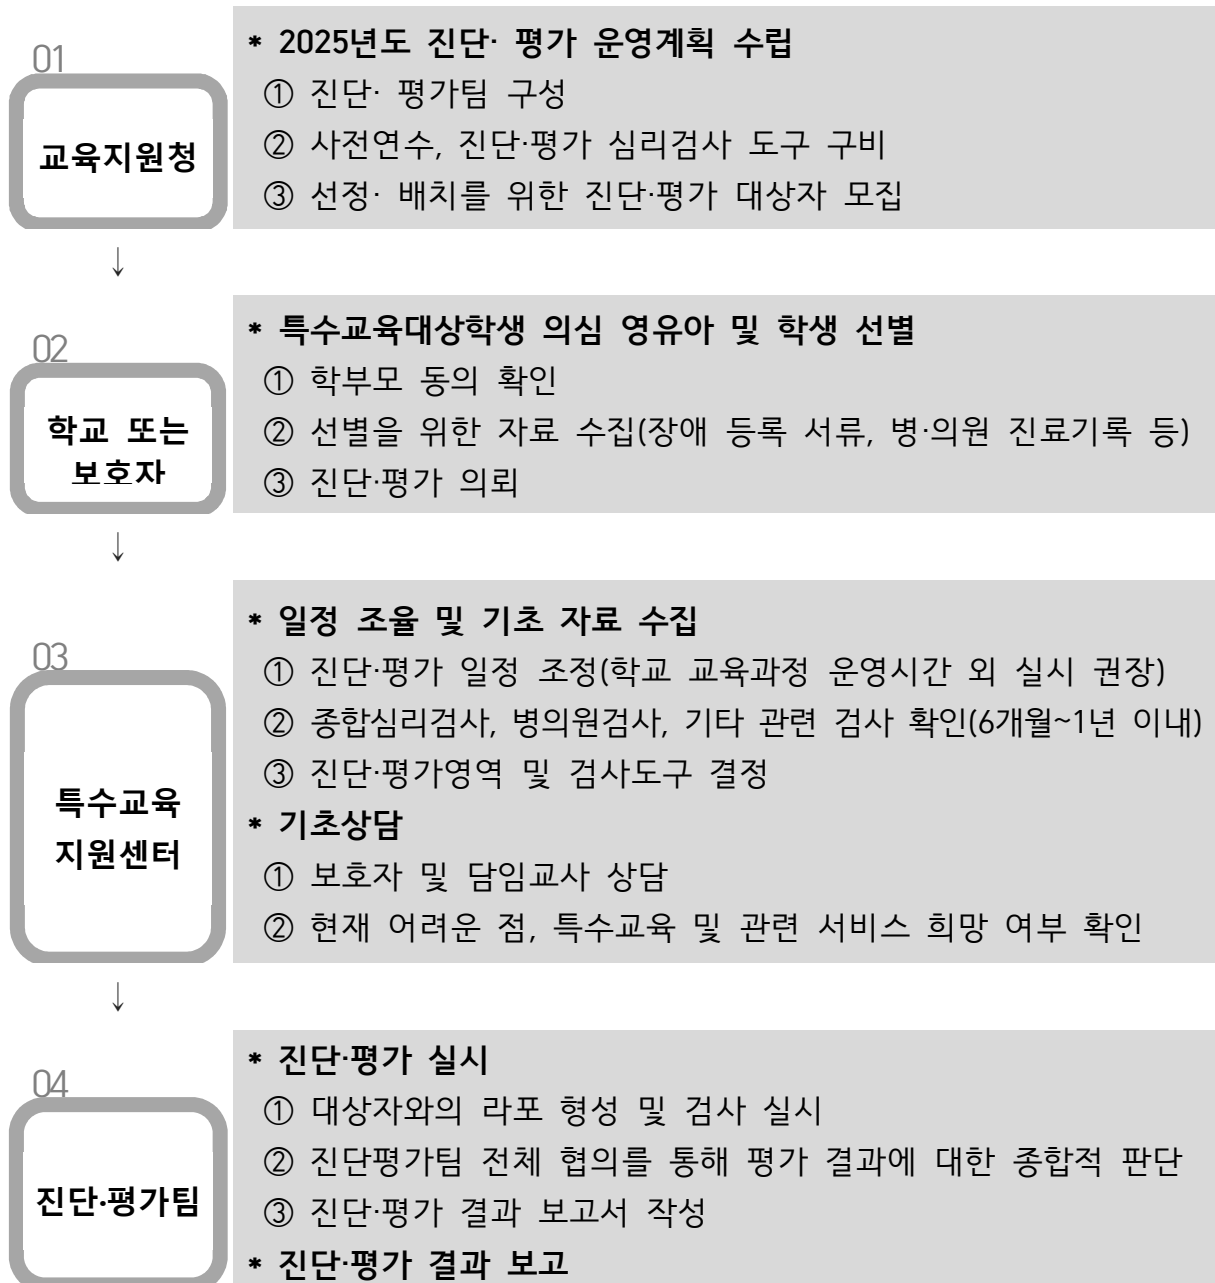 01
교육지원청
* 2025년도 진단· 평가 운영계획 수립
① 진단· 평가팀 구성
② 사전연수, 진단·평가 심리검사 도구 구비
③ 선정· 배치를 위한 진단·평가 대상자 모집
↓
02
학교 또는
보호자
* 특수교육대상학생 의심 영유아 및 학생 선별
① 학부모 동의 확인
② 선별을 위한 자료 수집(장애 등록 서류, 병·의원 진료기록 등)
③ 진단·평가 의뢰
↓
03
특수교육
지원센터
* 일정 조율 및 기초 자료 수집
① 진단·평가 일정 조정(학교 교육과정 운영시간 외 실시 권장)
② 종합심리검사, 병의원검사, 기타 관련 검사 확인(6개월~1년 이내)
③ 진단·평가영역 및 검사도구 결정
* 기초상담
① 보호자 및 담임교사 상담
② 현재 어려운 점, 특수교육 및 관련 서비스 희망 여부 확인
↓
04
진단·평가팀
* 진단·평가 실시
① 대상자와의 라포 형성 및 검사 실시
② 진단평가팀 전체 협의를 통해 평가 결과에 대한 종합적 판단
③ 진단·평가 결과 보고서 작성
* 진단·평가 결과 보고